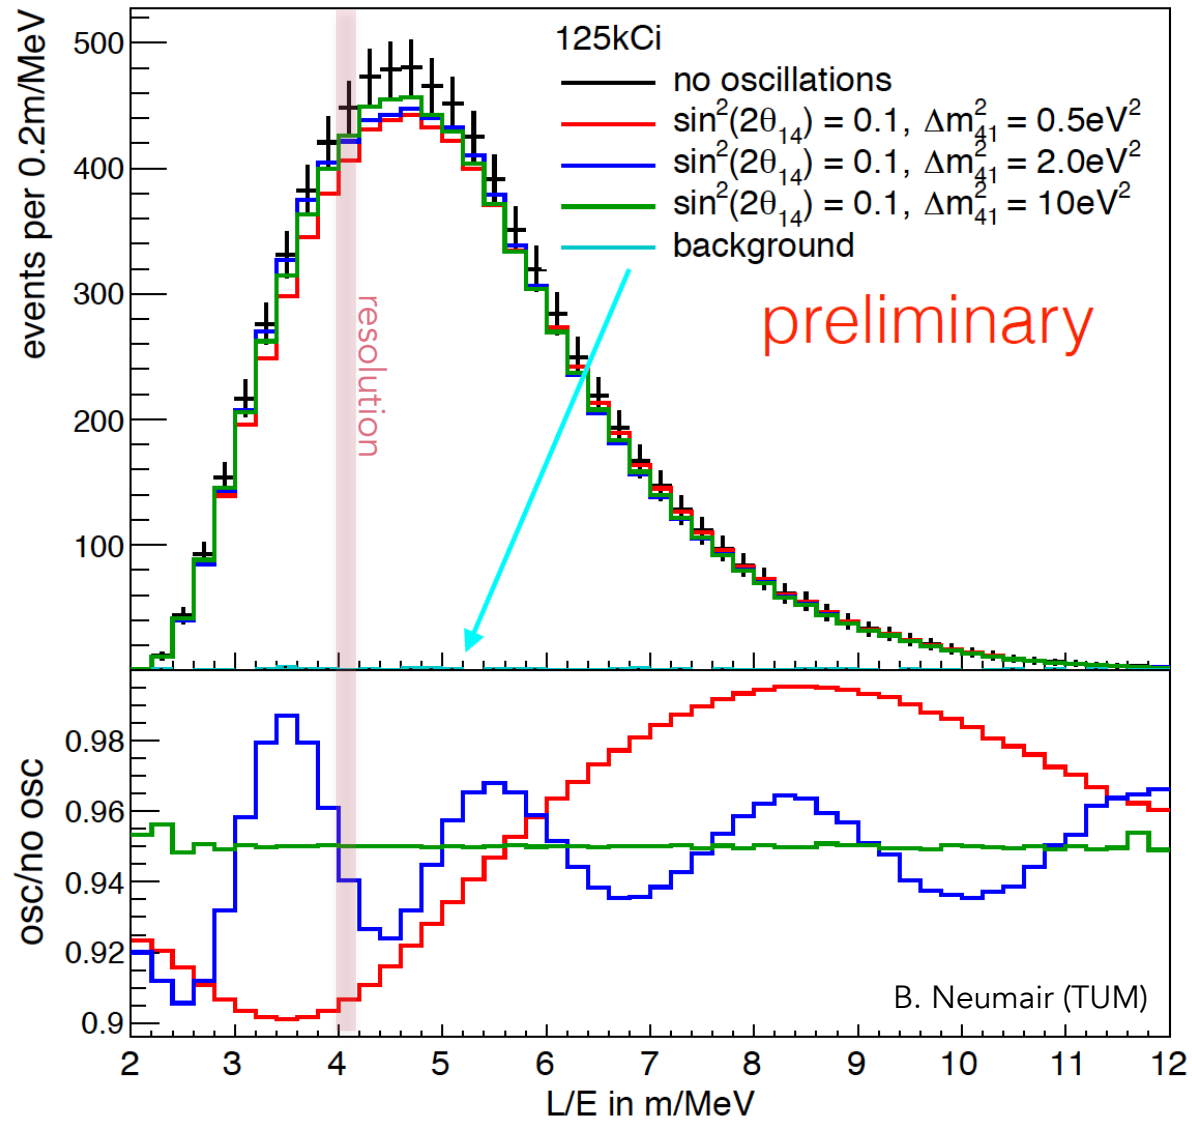 125kCi
no oscillations
sin²(2θ₁₄) = 0.1, Δm²₄₁ = 0.5eV²
sin²(2θ₁₄) = 0.1, Δm²₄₁ = 2.0eV²
sin²(2θ₁₄) = 0.1, Δm²₄₁ = 10eV²
background
preliminary
resolution
events per 0.2m/MeV
500
400
300
200
100
osc/no osc
0.98
0.96
0.94
0.92
0.9
B. Neumair (TUM)
2 3 4 5 6 7 8 9 10 11 12
L/E in m/MeV